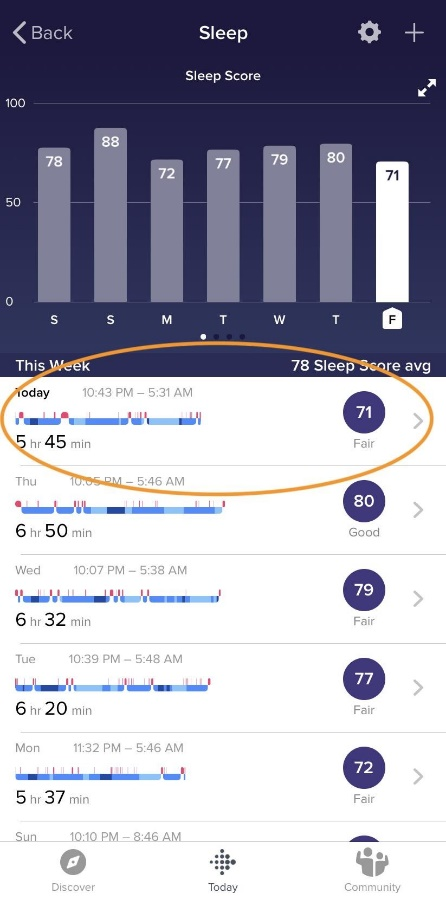 Back
Sleep
Sleep Score
100
50
0
78
88
72
77
79
80
71
S S M T W T F
This Week 78 Sleep Score avg
Today 10:43 PM – 5:31 AM
5 hr 45 min
71
Fair
Thu 10:05 PM – 5:46 AM
6 hr 50 min
80
Good
Wed 10:07 PM – 5:38 AM
6 hr 32 min
79
Fair
Tue 10:39 PM – 5:48 AM
6 hr 20 min
77
Fair
Mon 11:32 PM – 5:46 AM
5 hr 37 min
72
Fair
Sun 10:10 PM – 8:46 AM
Discover
Today
Community